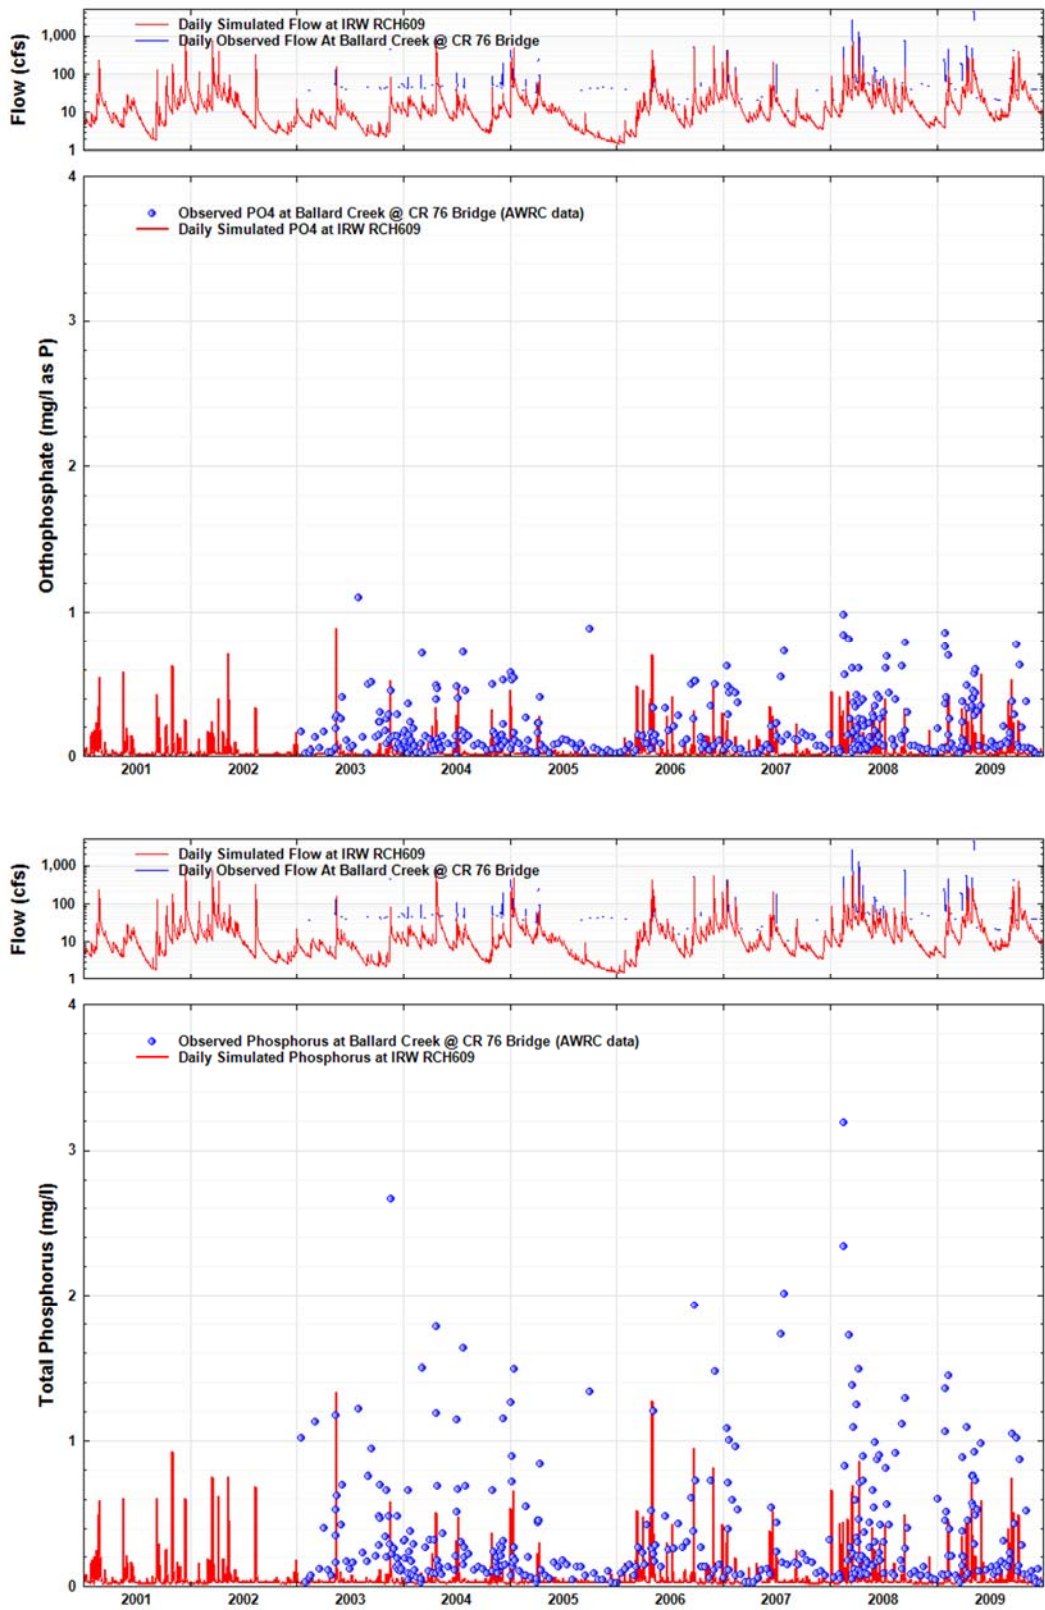 Daily Simulated Flow at IRW RCH609
Daily Observed Flow At Ballard Creek @ CR 76 Bridge
Flow (cfs)
1,000
100
10
1
4
Observed PO4 at Ballard Creek @ CR 76 Bridge (AWRC data)
Daily Simulated PO4 at IRW RCH609
Orthophosphate (mg/l as P)
3
2
1
0
2001 2002 2003 2004 2005 2006 2007 2008 2009
Daily Simulated Flow at IRW RCH609
Daily Observed Flow At Ballard Creek @ CR 76 Bridge
Flow (cfs)
1,000
100
10
1
4
Observed Phosphorus at Ballard Creek @ CR 76 Bridge (AWRC data)
Daily Simulated Phosphorus at IRW RCH609
Total Phosphorus (mg/l)
3
2
1
0
2001 2002 2003 2004 2005 2006 2007 2008 2009